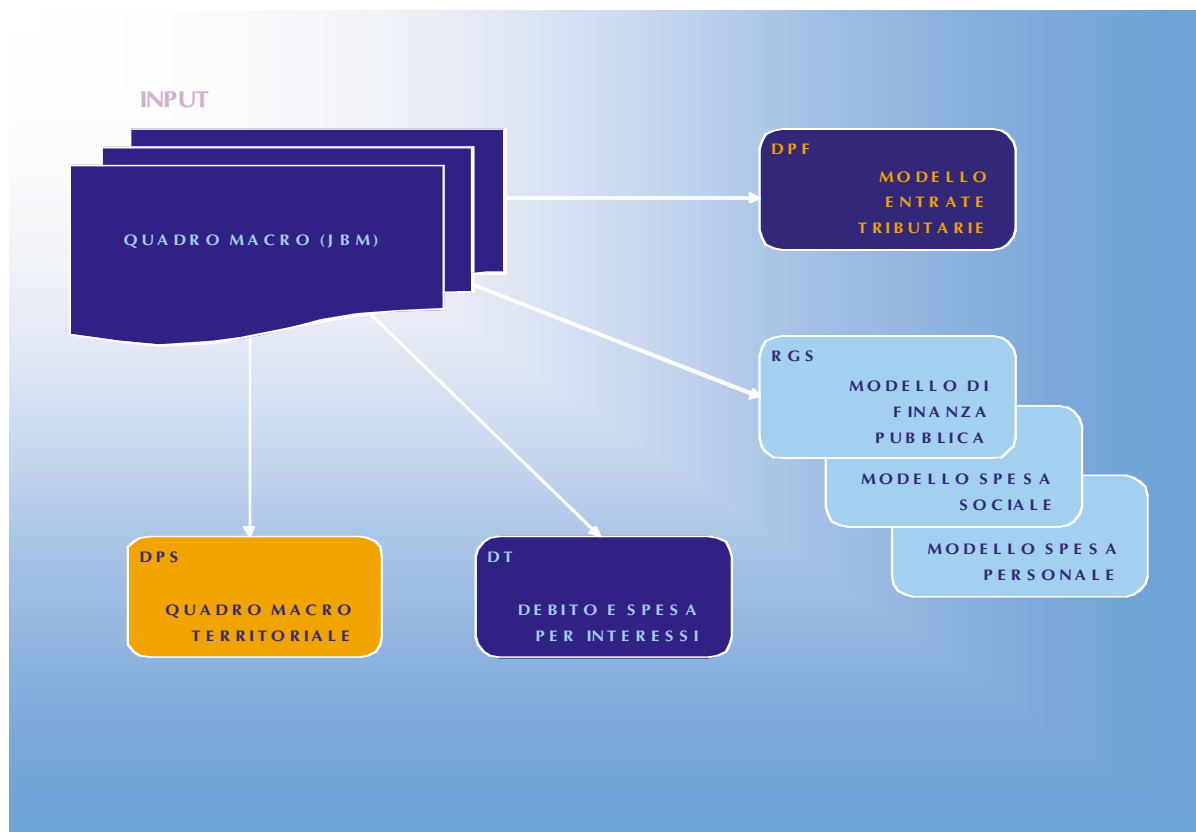 INPUT
QUADRO MACRO (JBM)
DPF
MODELLO
ENTRATE
TRIBUTARIE
RGS
MODELLO DI
FINANZA
PUBBLICA
MODELLO SPESA
SOCIALE
MODELLO SPESA
PERSONALE
DPS
QUADRO MACRO
TERRITORIALE
DT
DEBITO E SPESA
PER INTERESSI